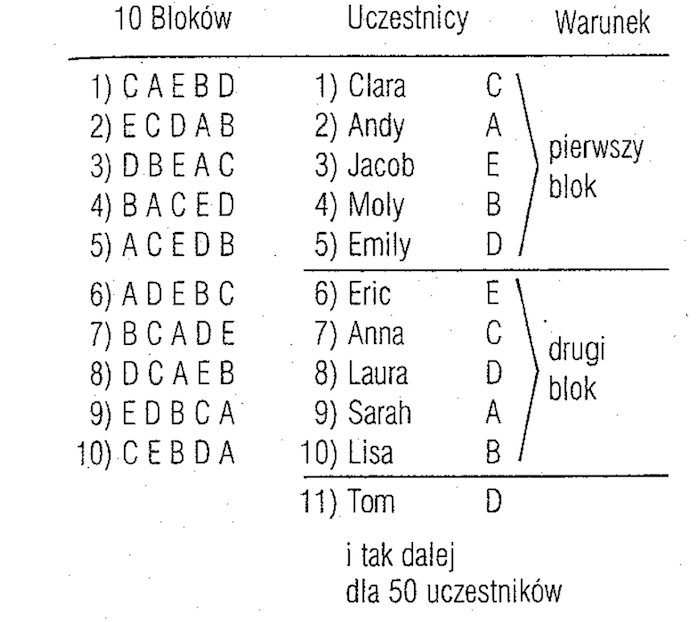 10 Bloków Uczestnicy Warunek
1) C A E B D 1) Clara C
2) E C D A B 2) Andy A
3) D B E A C 3) Jacob E
4) B A C E D 4) Moly B
5) A C E D B 5) Emily D
pierwszy
blok
6) A D E B C 6) Eric E
7) B C A D E 7) Anna C
8) D C A E B 8) Laura D
9) E D B C A 9) Sarah A
10) C E B D A 10) Lisa B
drugi
blok
11) Tom D
i tak dalej
dla 50 uczestników